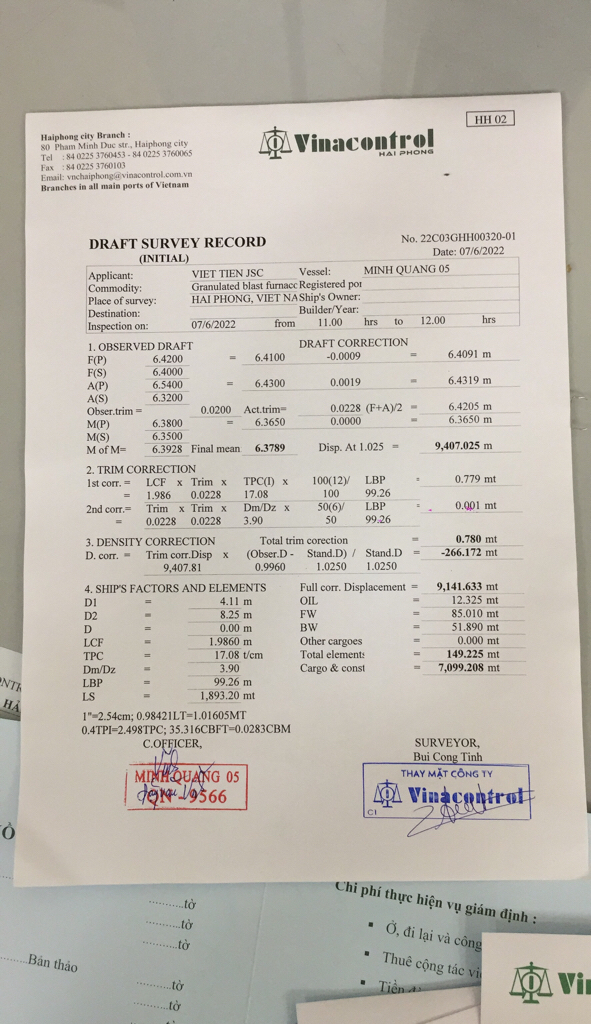 HH 02
Haiphong city Branch :
80 Pham Minh Duc str., Haiphong city
Tel : 84 0225 3760453 - 84 0225 3760065
Fax : 84 0225 3760103
Email: vnchaiphong@vinacontrol.com.vn
Branches in all main ports of Vietnam
Vinacontrol
HAI PHONG
DRAFT SURVEY RECORD
(INITIAL)
No. 22C03GHH00320-01
Date: 07/6/2022
Applicant: VIET TIEN JSC Vessel: MINH QUANG 05
Commodity: Granulated blast furnacc Registered por
Place of survey: HAI PHONG, VIET NA Ship's Owner:
Destination: Builder/Year:
Inspection on: 07/6/2022 from 11.00 hrs to 12.00 hrs
1. OBSERVED DRAFT DRAFT CORRECTION
F(P) 6.4200 = 6.4100 -0.0009 = 6.4091 m
F(S) 6.4000
A(P) 6.5400 = 6.4300 0.0019 = 6.4319 m
A(S) 6.3200
Obser.trim = 0.0200 Act.trim= 0.0228 (F+A)/2 = 6.4205 m
M(P) 6.3800 = 6.3650 0.0000 = 6.3650 m
M(S) 6.3500
M of M= 6.3928 Final mean 6.3789 Disp. At 1.025 = 9,407.025 m
2. TRIM CORRECTION
1st corr.= LCF x Trim x TPC(I) x 100(12)/ LBP = 0.779 mt
= 1.986 0.0228 17.08 100 99.26
2nd corr.= Trim x Trim x Dm/Dz x 50(6)/ LBP = 0.001 mt
= 0.0228 0.0228 3.90 50 99.26
3. DENSITY CORRECTION Total trim corection = 0.780 mt
D. corr. = Trim corr.Disp x (Obser.D - Stand.D) / Stand.D = -266.172 mt
9,407.81 0.9960 1.0250 1.0250
4. SHIP'S FACTORS AND ELEMENTS Full corr. Displacement = 9,141.633 mt
D1 = 4.11 m OIL = 12.325 mt
D2 = 8.25 m FW = 85.010 mt
D = 0.00 m BW = 51.890 mt
LCF = 1.9860 m Other cargoes = 0.000 mt
TPC = 17.08 t/cm Total elements = 149.225 mt
Dm/Dz = 3.90 Cargo & const = 7,099.208 mt
LBP = 99.26 m
LS = 1,893.20 mt
1"=2.54cm; 0.98421LT=1.01605MT
0.4TPI=2.498TPC; 35.316CBFT=0.0283CBM
C.OFFICER, SURVEYOR,
Bui Cong Tinh
MINH QUANG 05
QN - 9566
THAY MẶT CÔNG TY
Vinacontrol
CI
Chi phí thực hiện vụ giám định :
Ở, đi lại và công
Thuê cộng tác vi
..........tờ
..........tờ
..........tờ
..........Bản thảo
..........tờ
..........tờ
Vin